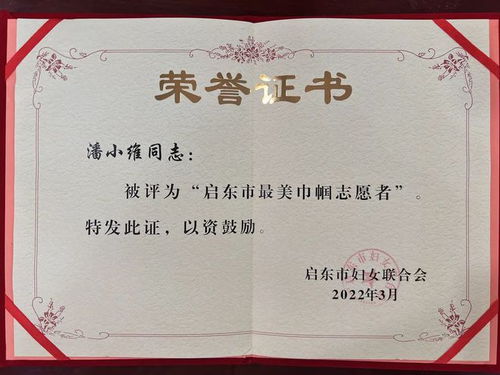 荣誉证书
潘小维同志：
被评为“启东市最美巾帼志愿者”。
特发此证，以资鼓励。
启东市妇女联合会
2022年3月